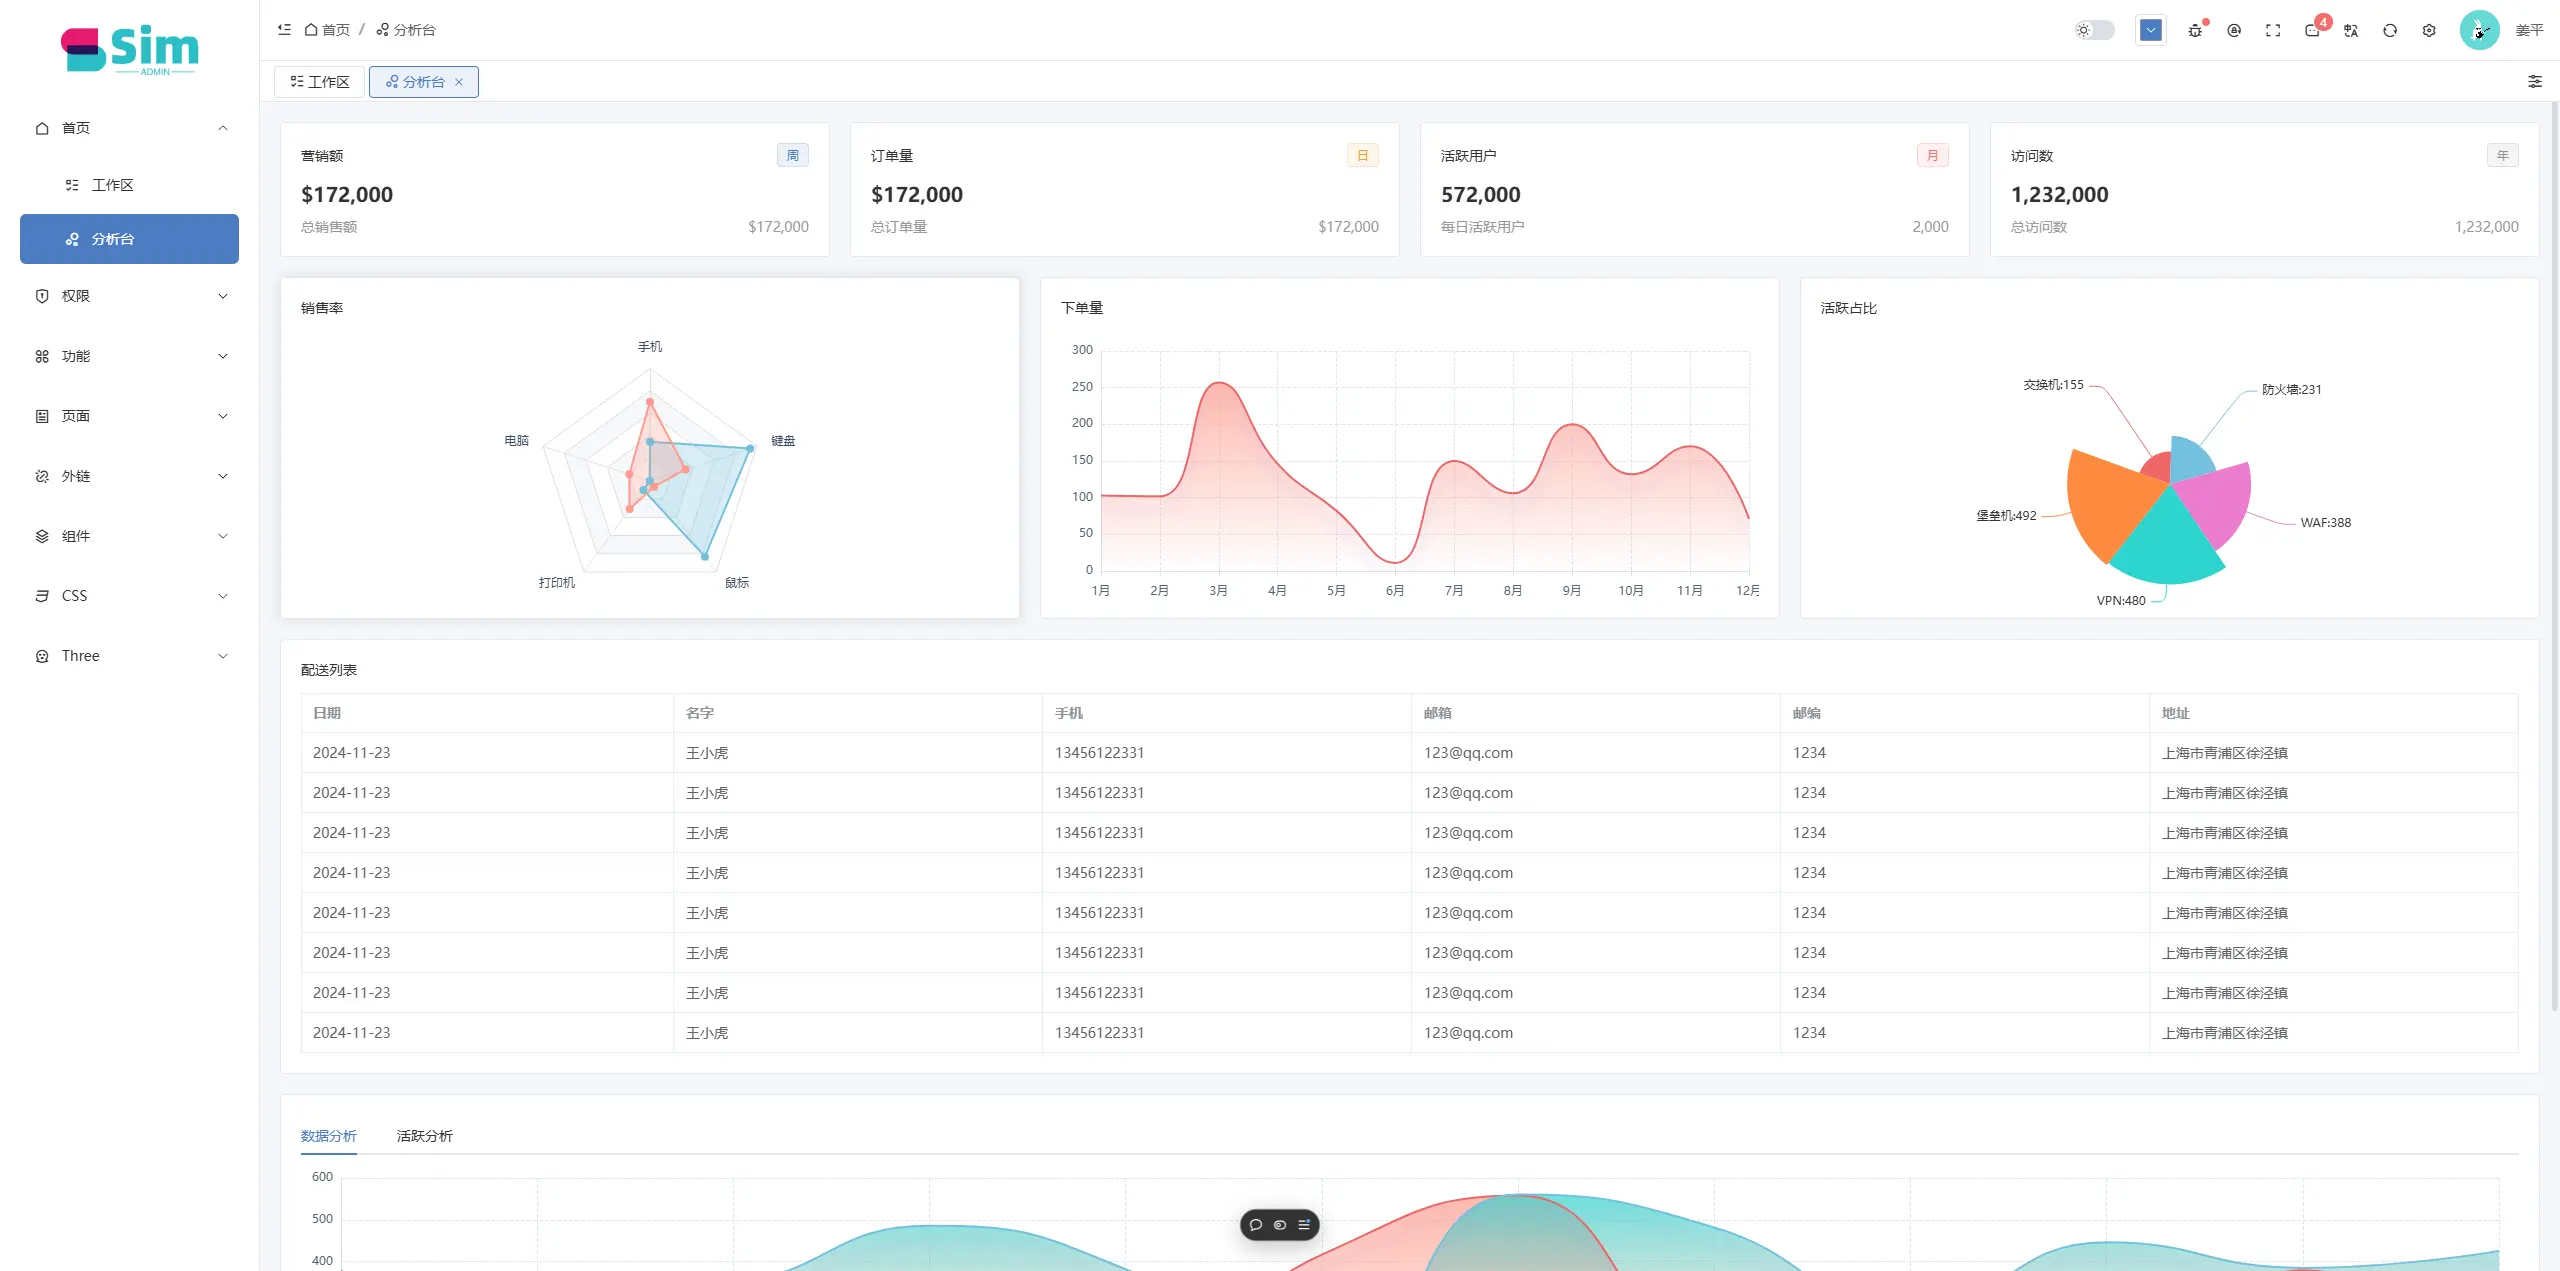 Sim
ADMIN
首页 / 分析台
4
姜平
工作区 分析台
首页
工作区
分析台
权限
功能
页面
外链
组件
CSS
Three
营销额 周
$172,000
总销售额 $172,000
订单量 日
$172,000
总订单量 $172,000
活跃用户 月
572,000
每日活跃用户 2,000
访问数 年
1,232,000
总访问数 1,232,000
销售率
手机
电脑
键盘
打印机
鼠标
下单量
300
250
200
150
100
50
0
1月 2月 3月 4月 5月 6月 7月 8月 9月 10月 11月 12月
活跃占比
交换机:155
防火墙:231
堡垒机:492
WAF:388
VPN:480
配送列表
日期 名字 手机 邮箱 邮编 地址
2024-11-23 王小虎 13456122331 123@qq.com 1234 上海市青浦区徐泾镇
2024-11-23 王小虎 13456122331 123@qq.com 1234 上海市青浦区徐泾镇
2024-11-23 王小虎 13456122331 123@qq.com 1234 上海市青浦区徐泾镇
2024-11-23 王小虎 13456122331 123@qq.com 1234 上海市青浦区徐泾镇
2024-11-23 王小虎 13456122331 123@qq.com 1234 上海市青浦区徐泾镇
2024-11-23 王小虎 13456122331 123@qq.com 1234 上海市青浦区徐泾镇
2024-11-23 王小虎 13456122331 123@qq.com 1234 上海市青浦区徐泾镇
2024-11-23 王小虎 13456122331 123@qq.com 1234 上海市青浦区徐泾镇
数据分析 活跃分析
600
500
400